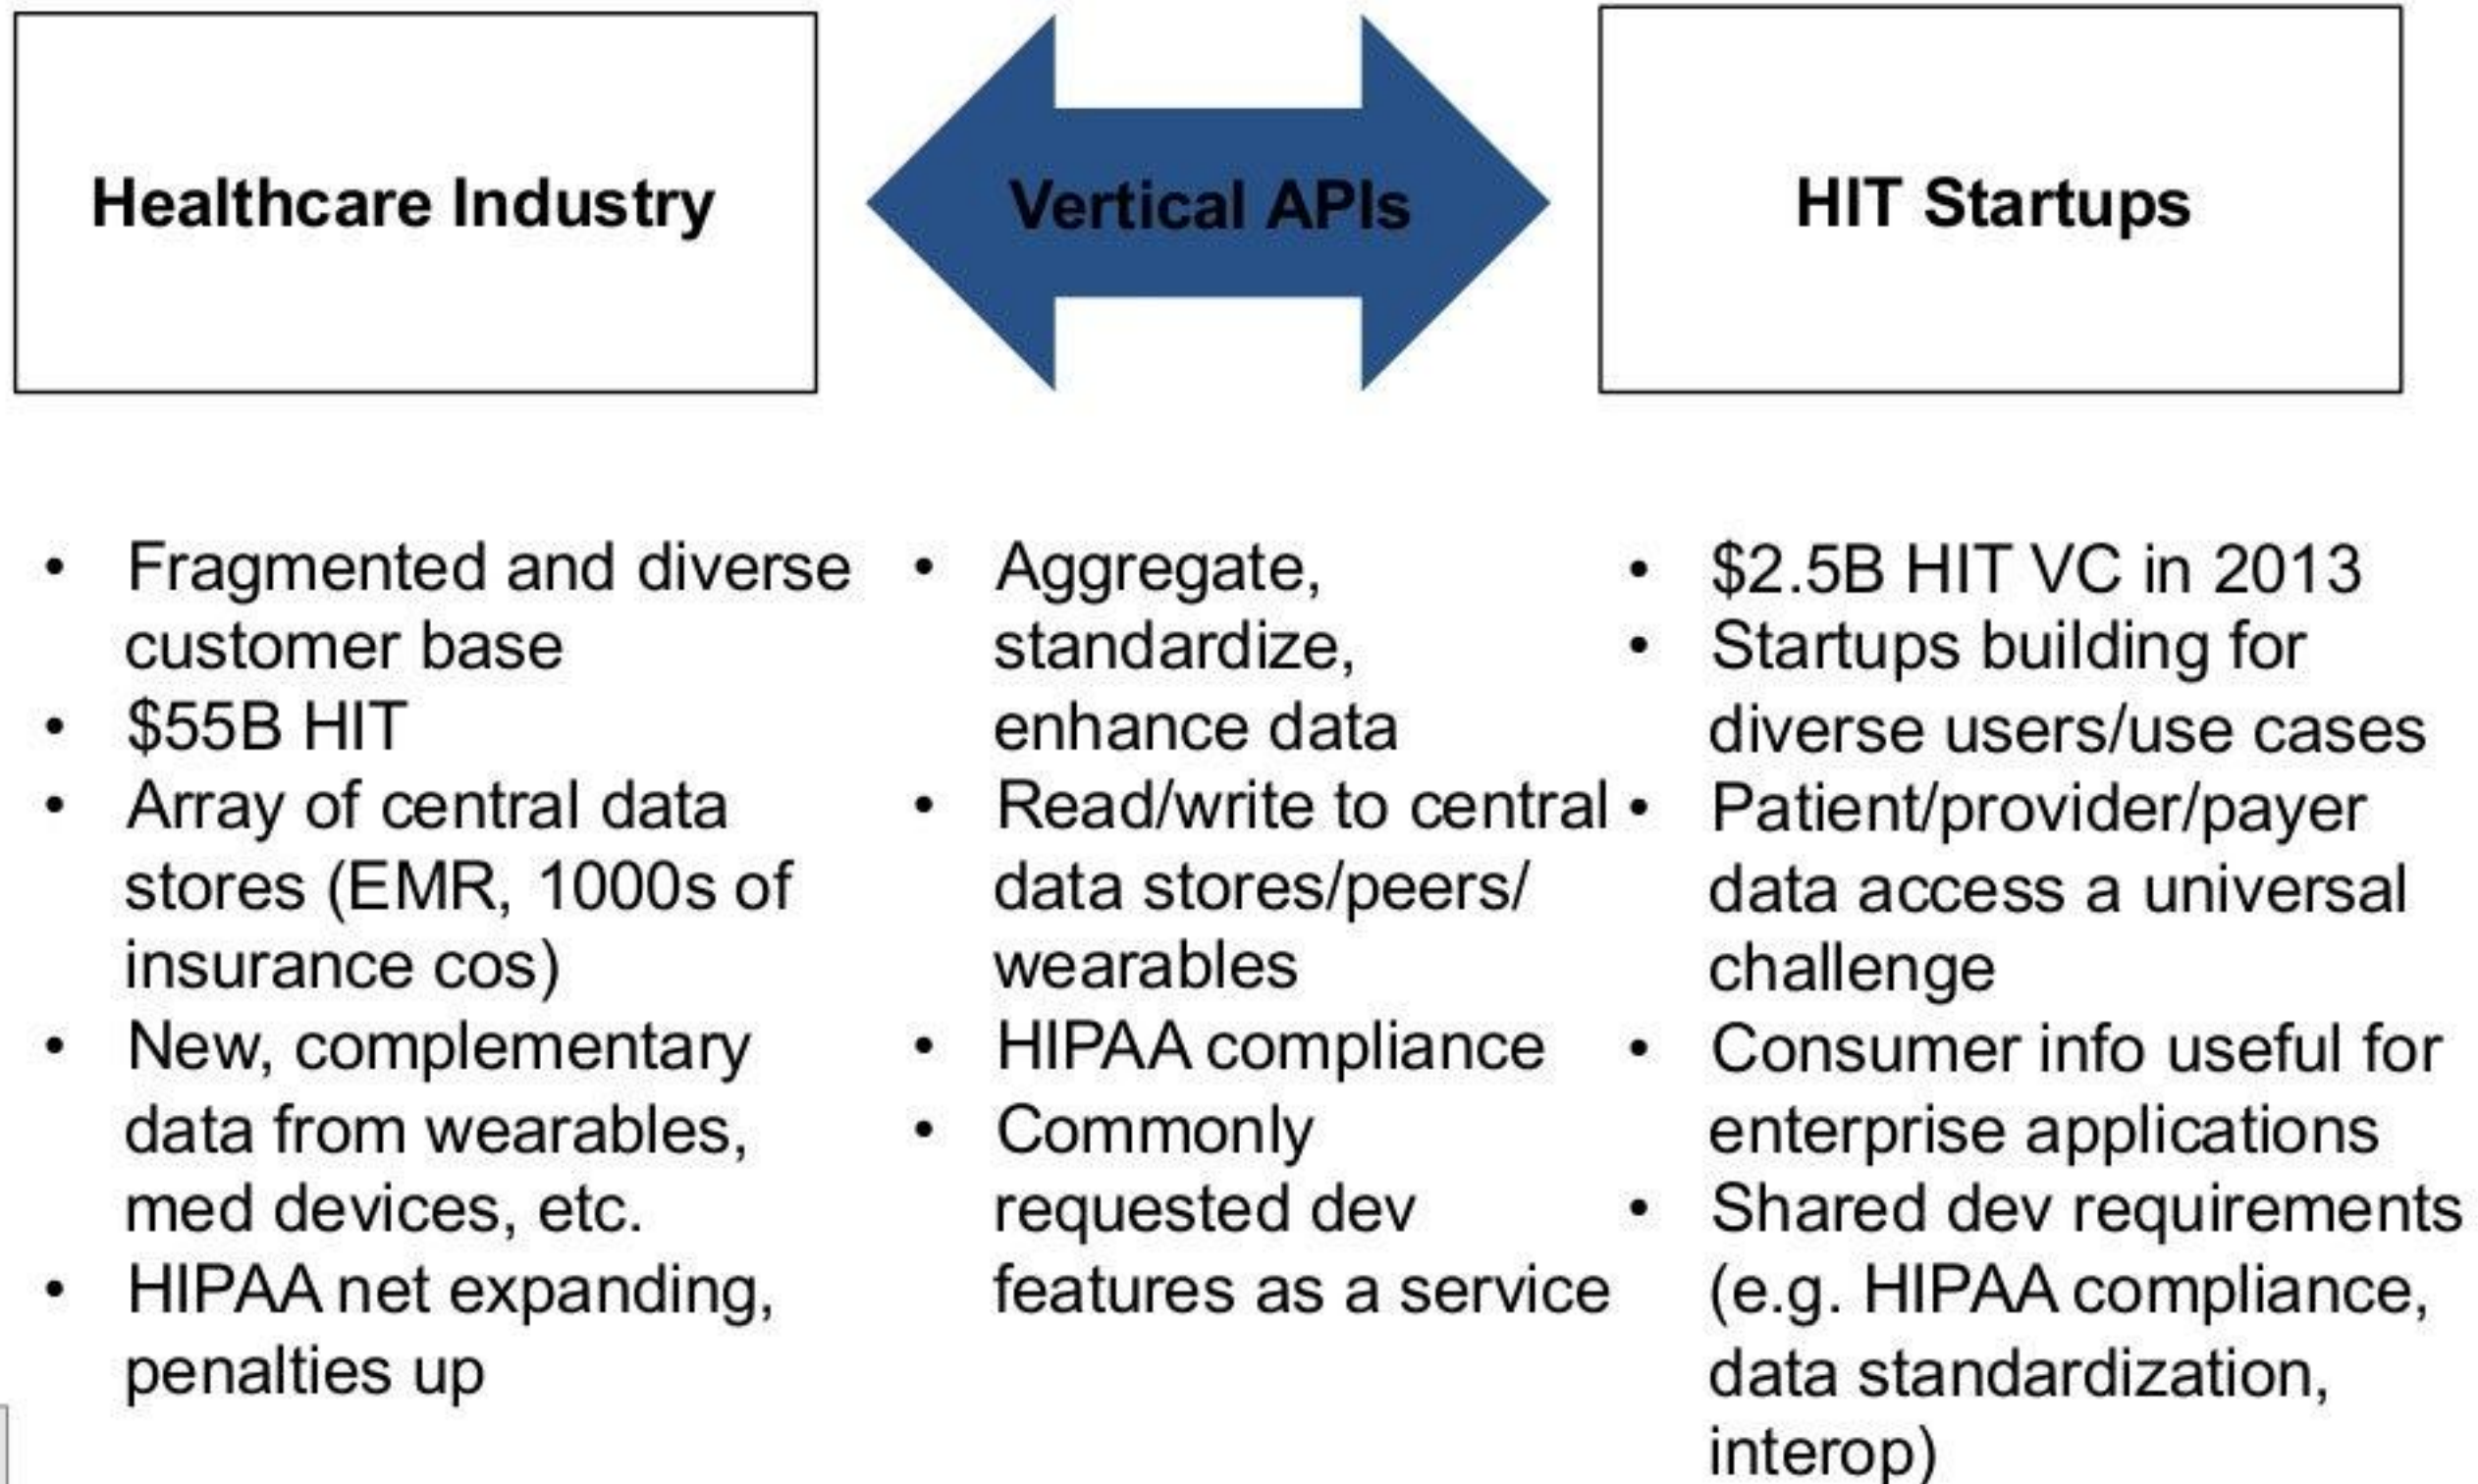 Healthcare Industry
Vertical APIs
HIT Startups
• Fragmented and diverse
customer base
• $55B HIT
• Array of central data
stores (EMR, 1000s of
insurance cos)
• New, complementary
data from wearables,
med devices, etc.
• HIPAA net expanding,
penalties up
• Aggregate,
standardize,
enhance data
• Read/write to central
data stores/peers/
wearables
• HIPAA compliance
• Commonly
requested dev
features as a service
• $2.5B HIT VC in 2013
• Startups building for
diverse users/use cases
• Patient/provider/payer
data access a universal
challenge
• Consumer info useful for
enterprise applications
• Shared dev requirements
(e.g. HIPAA compliance,
data standardization,
interop)